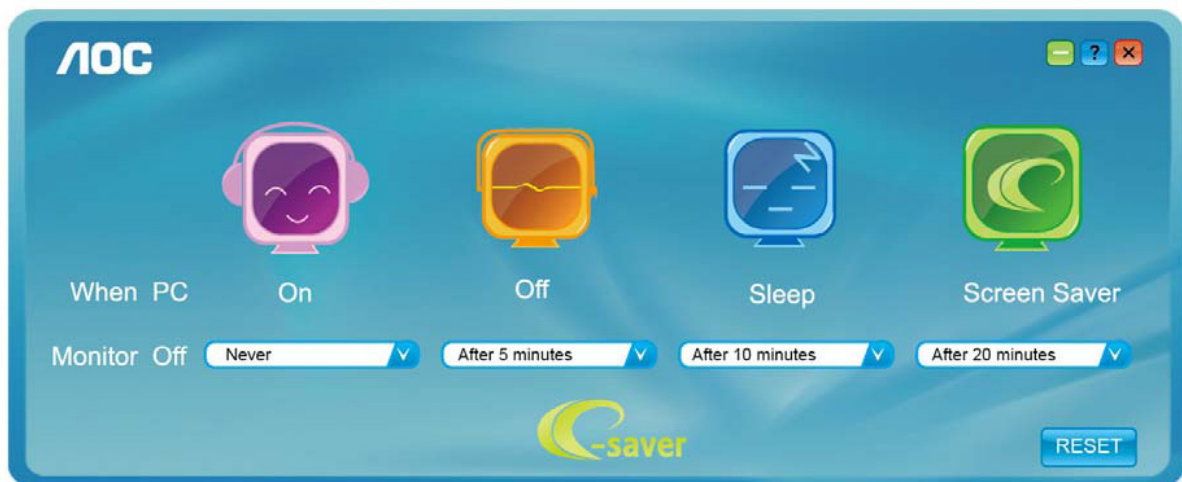 AOC
?
When PC On Off Sleep Screen Saver
Monitor Off Never After 5 minutes After 10 minutes After 20 minutes
e-saver
RESET